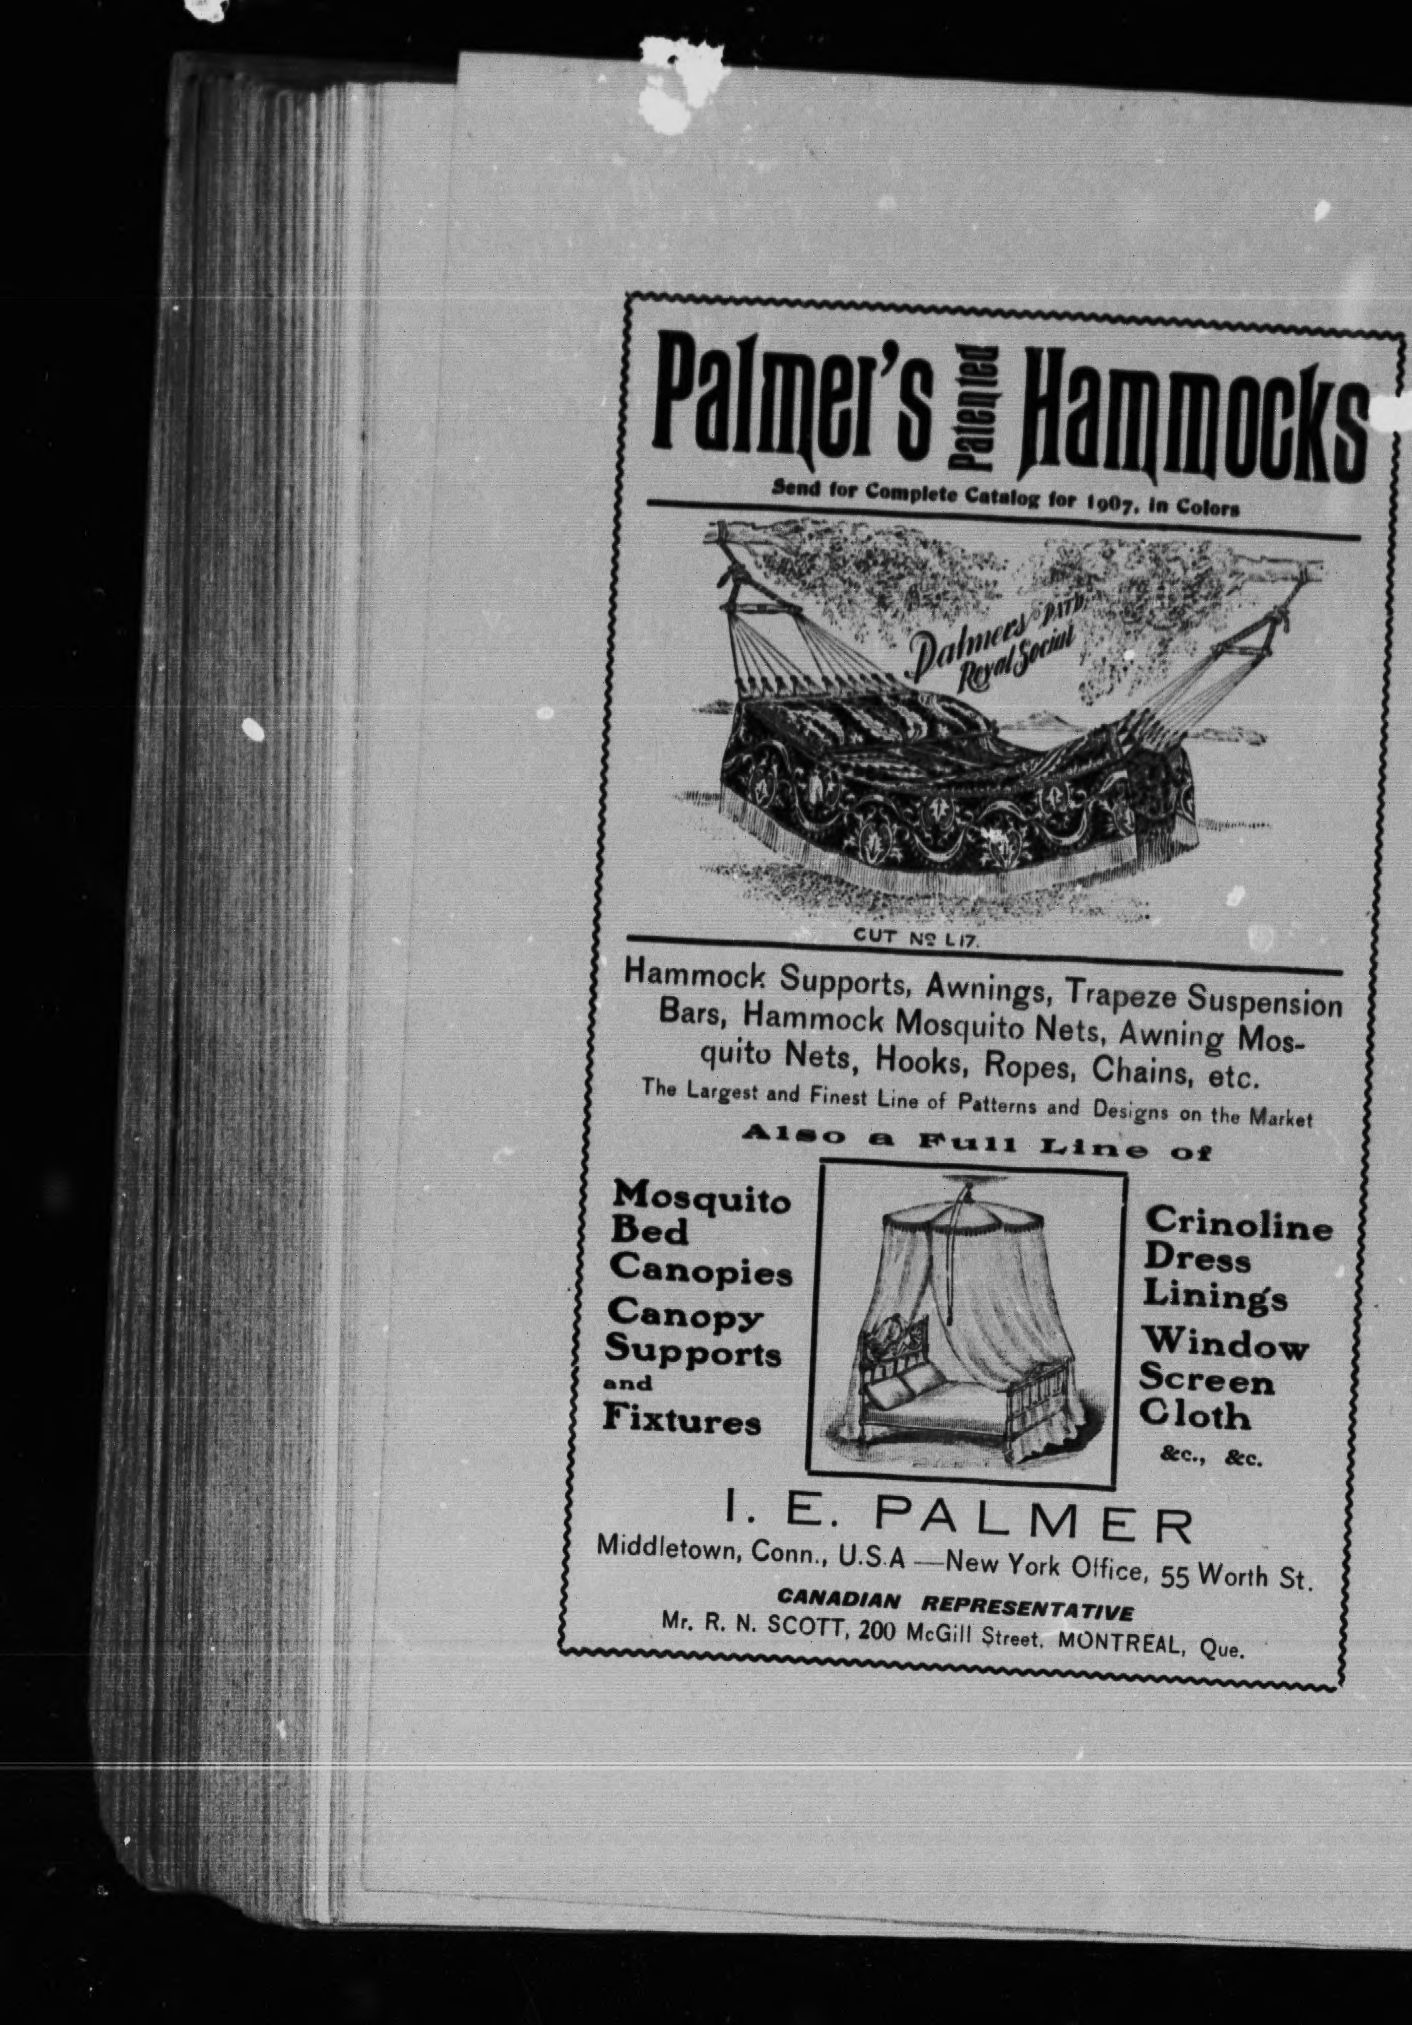 Palmer's Patented Hammocks
Send for Complete Catalog for 1907, in Colors
Palmers PATD.
Royal Social
CUT No L17.
Hammock Supports, Awnings, Trapeze Suspension
Bars, Hammock Mosquito Nets, Awning Mos-
quito Nets, Hooks, Ropes, Chains, etc.
The Largest and Finest Line of Patterns and Designs on the Market
Also a Full Line of
Mosquito
Bed
Canopies
Canopy
Supports
and
Fixtures
Crinoline
Dress
Linings
Window
Screen
Cloth
&c., &c.
I. E. PALMER
Middletown, Conn., U.S.A —New York Office, 55 Worth St.
CANADIAN REPRESENTATIVE
Mr. R. N. SCOTT, 200 McGill Street, MONTREAL, Que.